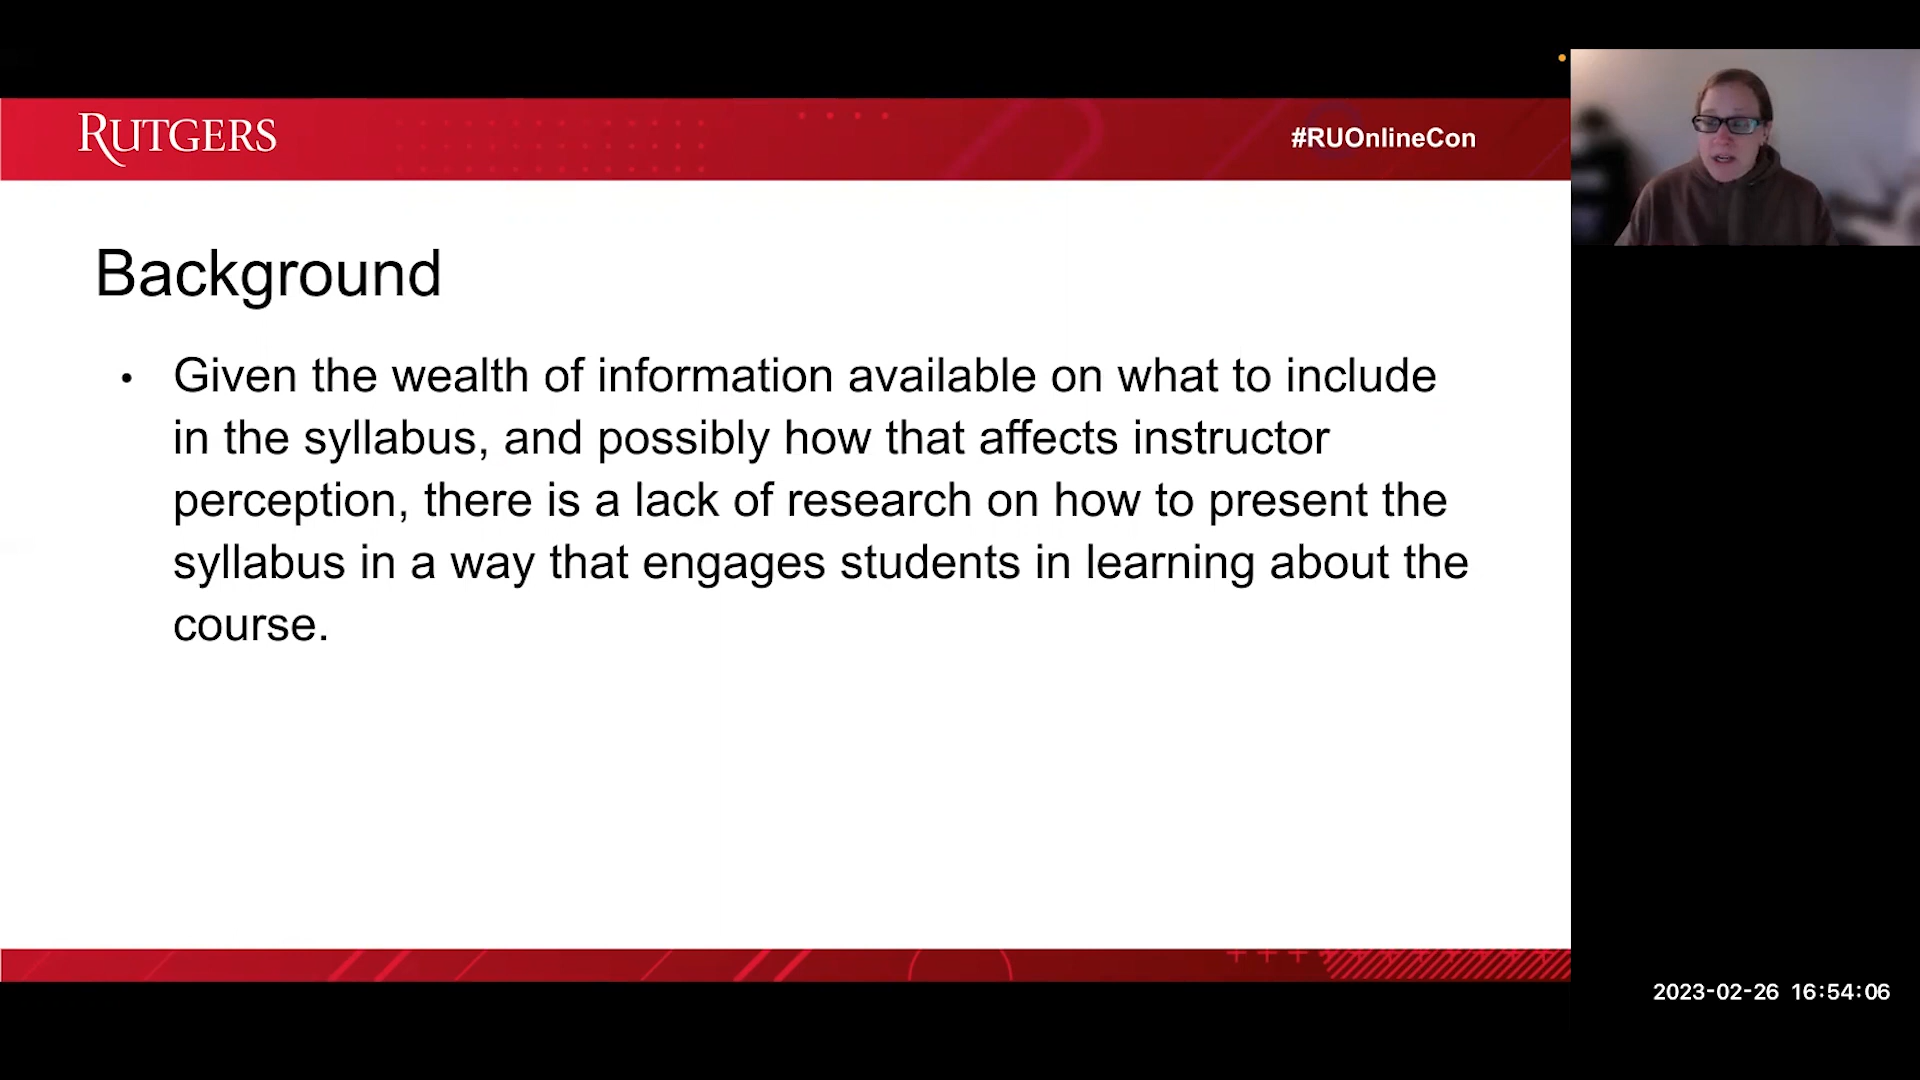 RUTGERS
#RUOnlineCon
Background
• Given the wealth of information available on what to include
in the syllabus, and possibly how that affects instructor
perception, there is a lack of research on how to present the
syllabus in a way that engages students in learning about the
course.
2023-02-26 16:54:06